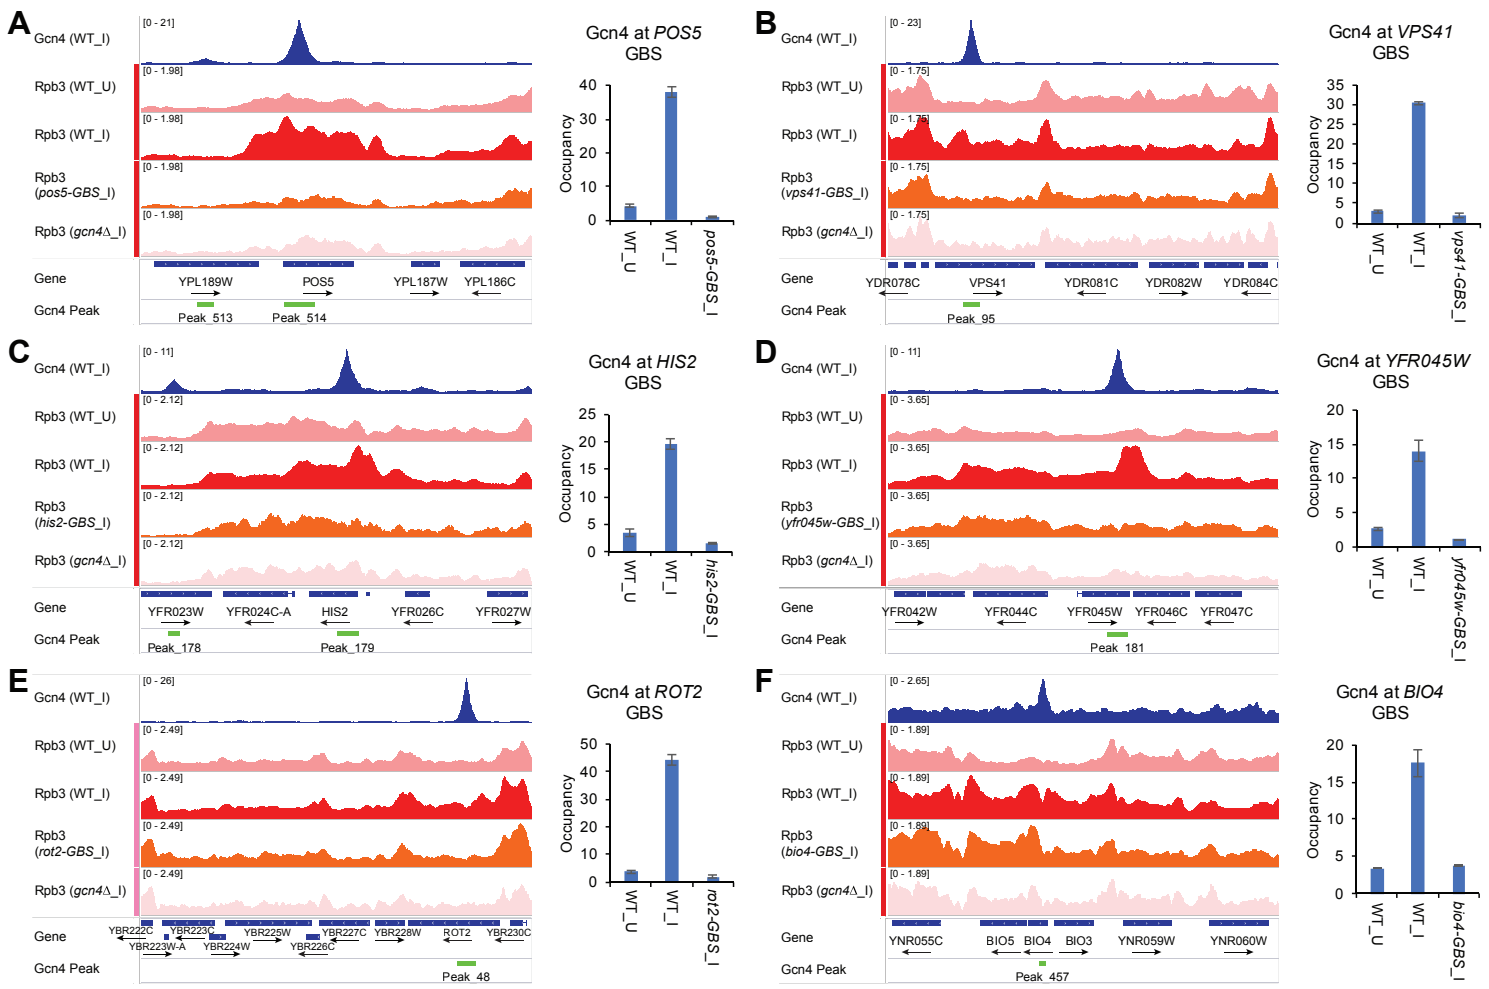 A
Gcn4 (WT_I)
[0 - 21]
Rpb3 (WT_U)
[0 - 1.98]
Rpb3 (WT_I)
[0 - 1.98]
Rpb3
(pos5-GBS_I)
[0 - 1.98]
Rpb3 (gcn4Δ_I)
[0 - 1.98]
Gene
YPL189W POS5 YPL187W YPL186C
Gcn4 Peak
Peak_513 Peak_514
Gcn4 at POS5
GBS
Occupancy
40
30
20
10
0
WT_U
WT_I
pos5-GBS_I
B
Gcn4 (WT_I)
[0 - 23]
Rpb3 (WT_U)
[0 - 1.75]
Rpb3 (WT_I)
[0 - 1.75]
Rpb3
(vps41-GBS_I)
[0 - 1.75]
Rpb3 (gcn4Δ_I)
[0 - 1.75]
Gene
YDR078C VPS41 YDR081C YDR082W YDR084C
Gcn4 Peak
Peak_95
Gcn4 at VPS41
GBS
Occupancy
35
30
25
20
15
10
5
0
WT_U
WT_I
vps41-GBS_I
C
Gcn4 (WT_I)
[0 - 11]
Rpb3 (WT_U)
[0 - 2.12]
Rpb3 (WT_I)
[0 - 2.12]
Rpb3
(his2-GBS_I)
[0 - 2.12]
Rpb3 (gcn4Δ_I)
[0 - 2.12]
Gene
YFR023W YFR024C-A HIS2 YFR026C YFR027W
Gcn4 Peak
Peak_178 Peak_179
Gcn4 at HIS2
GBS
Occupancy
25
20
15
10
5
0
WT_U
WT_I
his2-GBS_I
D
Gcn4 (WT_I)
[0 - 11]
Rpb3 (WT_U)
[0 - 3.65]
Rpb3 (WT_I)
[0 - 3.65]
Rpb3
(yfr045w-GBS_I)
[0 - 3.65]
Rpb3 (gcn4Δ_I)
[0 - 3.65]
Gene
YFR042W YFR044C YFR045W YFR046C YFR047C
Gcn4 Peak
Peak_181
Gcn4 at YFR045W
GBS
Occupancy
20
15
10
5
0
WT_U
WT_I
yfr045w-GBS_I
E
Gcn4 (WT_I)
[0 - 26]
Rpb3 (WT_U)
[0 - 2.49]
Rpb3 (WT_I)
[0 - 2.49]
Rpb3
(rot2-GBS_I)
[0 - 2.49]
Rpb3 (gcn4Δ_I)
[0 - 2.49]
Gene
YBR222C YBR223C YBR225W YBR227C YBR228W ROT2 YBR230C
YBR223W-A YBR224W YBR226C
Gcn4 Peak
Peak_48
Gcn4 at ROT2
GBS
Occupancy
50
40
30
20
10
0
WT_U
WT_I
rot2-GBS_I
F
Gcn4 (WT_I)
[0 - 2.65]
Rpb3 (WT_U)
[0 - 1.89]
Rpb3 (WT_I)
[0 - 1.89]
Rpb3
(bio4-GBS_I)
[0 - 1.89]
Rpb3 (gcn4Δ_I)
[0 - 1.89]
Gene
YNR055C BIO5 BIO4 BIO3 YNR059W YNR060W
Gcn4 Peak
Peak_457
Gcn4 at BIO4
GBS
Occupancy
20
15
10
5
0
WT_U
WT_I
bio4-GBS_I